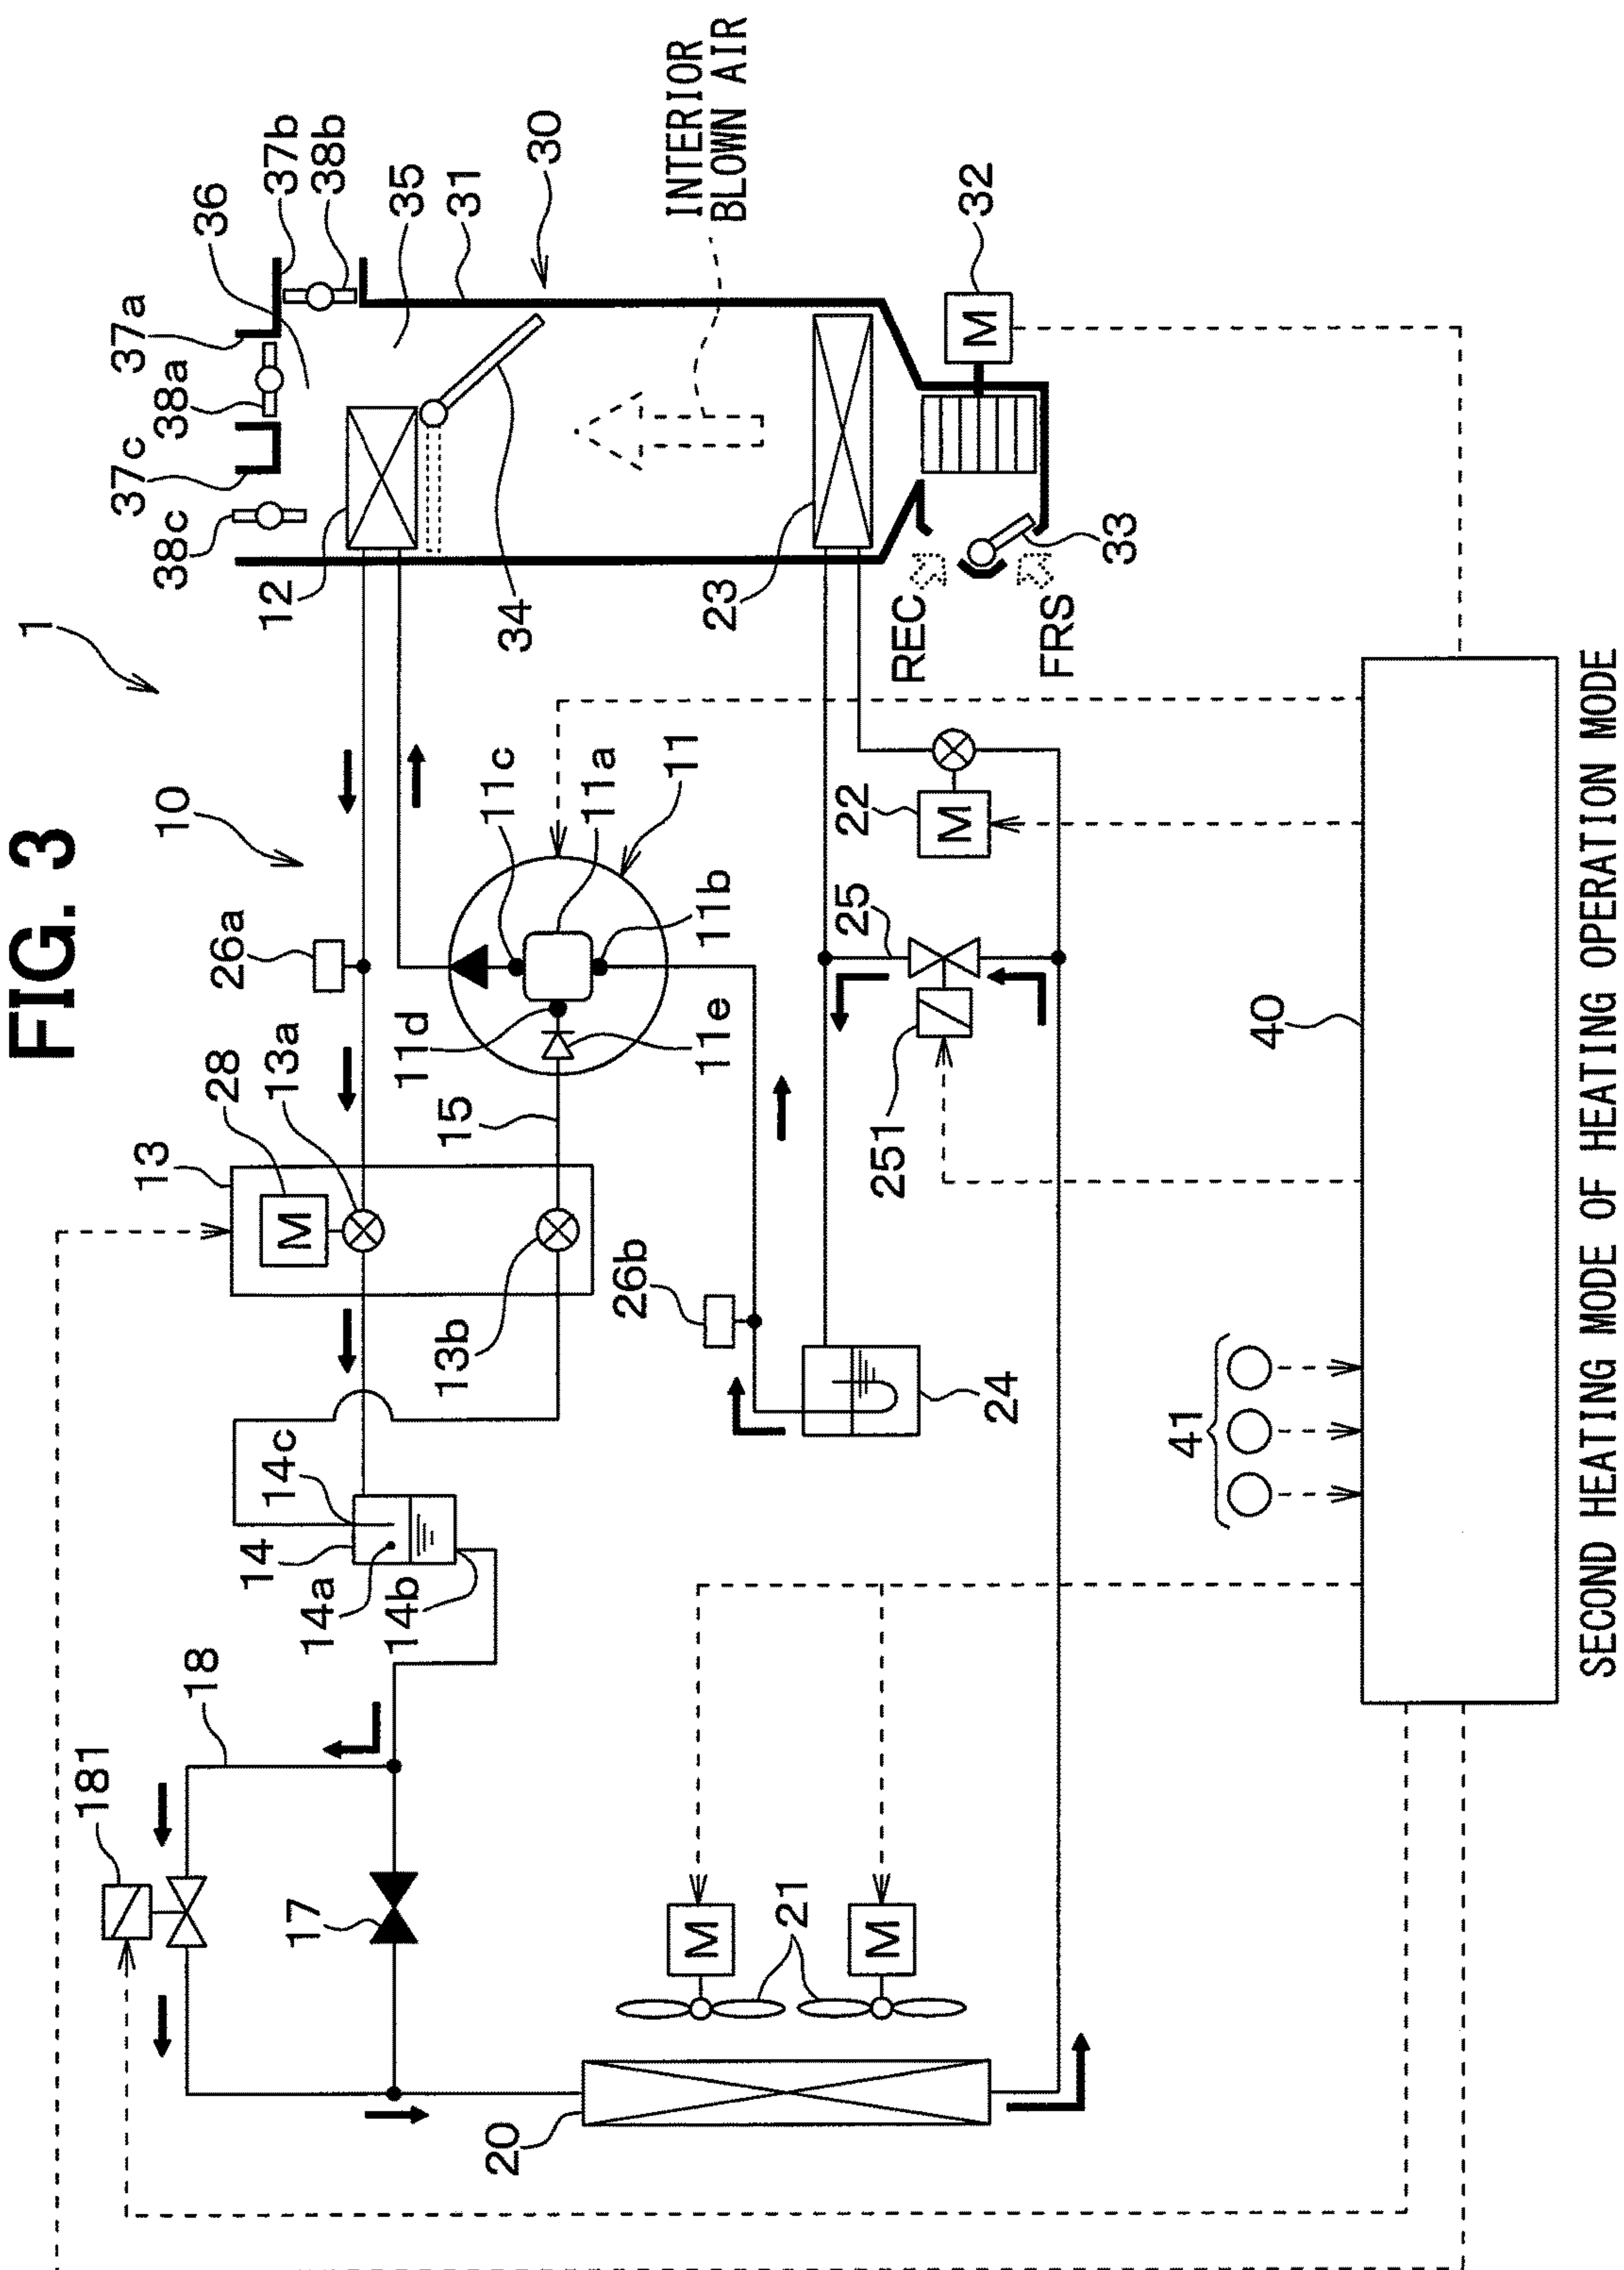 FIG. 3
1
10
26a
28
13a
13
181
18
14
14a
14b
14c
13b
15
11d
11e
11c
11a
11
11b
26b
17
20
21
M
M
M
M
M
M
24
251
25
22
23
12
34
38c
37c
38a
37a
36
37b
38b
35
31
30
INTERIOR
BLOWN AIR
32
33
REC
FRS
41
40
SECOND HEATING MODE OF HEATING OPERATION MODE